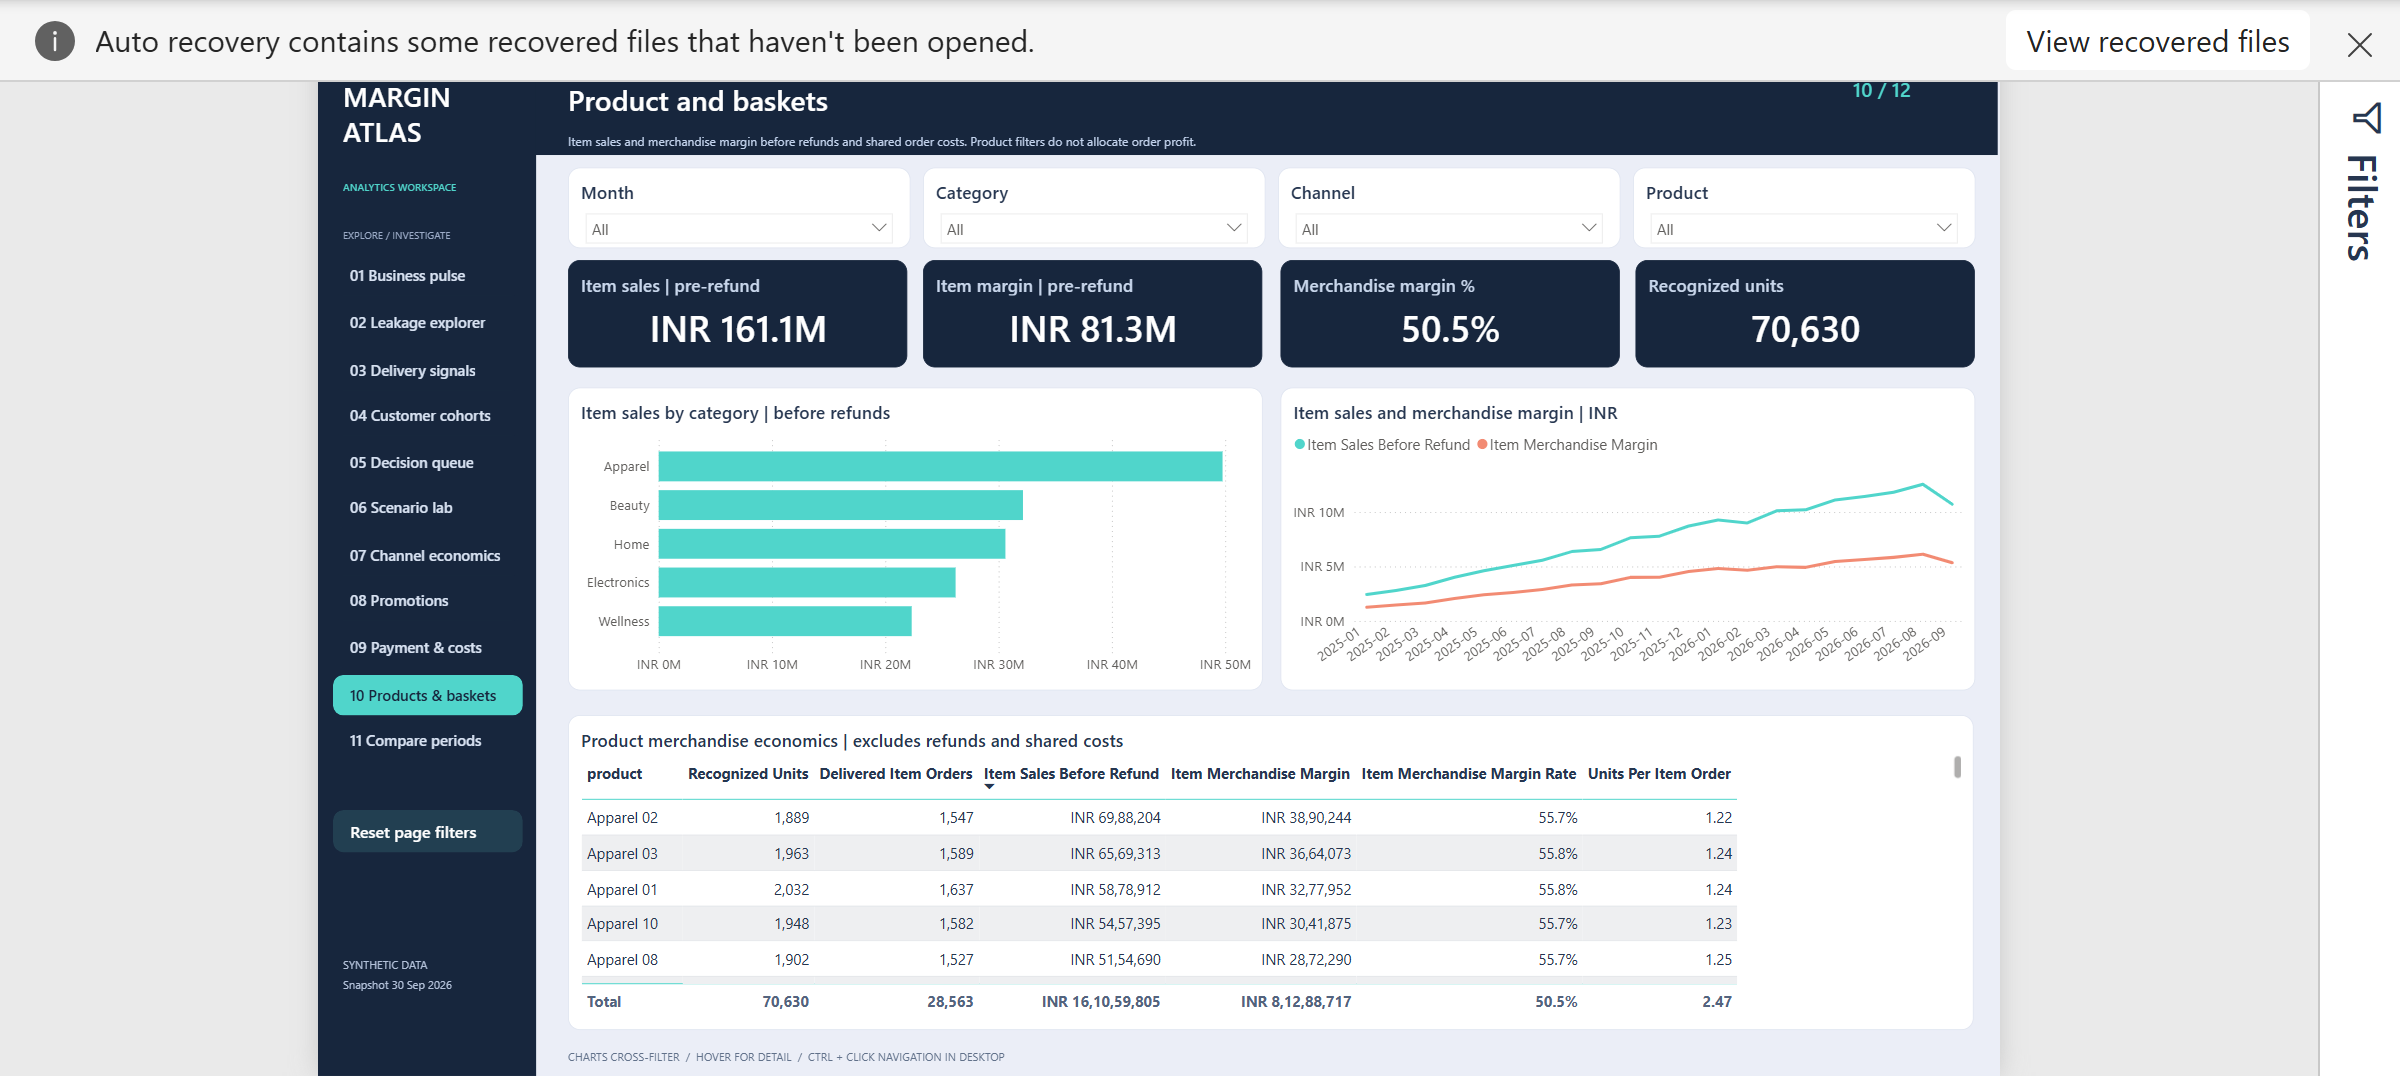 Auto recovery contains some recovered files that haven't been opened.
View recovered files
MARGIN
ATLAS
ANALYTICS WORKSPACE
EXPLORE / INVESTIGATE
01 Business pulse
02 Leakage explorer
03 Delivery signals
04 Customer cohorts
05 Decision queue
06 Scenario lab
07 Channel economics
08 Promotions
09 Payment & costs
10 Products & baskets
11 Compare periods
Reset page filters
SYNTHETIC DATA
Snapshot 30 Sep 2026
Product and baskets
10 / 12
Item sales and merchandise margin before refunds and shared order costs. Product filters do not allocate order profit.
Month
All
Category
All
Channel
All
Product
All
Item sales | pre-refund
INR 161.1M
Item margin | pre-refund
INR 81.3M
Merchandise margin %
50.5%
Recognized units
70,630
Item sales by category | before refunds
Apparel
Beauty
Home
Electronics
Wellness
INR 0M INR 10M INR 20M INR 30M INR 40M INR 50M
Item sales and merchandise margin | INR
Item Sales Before Refund Item Merchandise Margin
INR 10M
INR 5M
INR 0M
2025-01 2025-02 2025-03 2025-04 2025-05 2025-06 2025-07 2025-08 2025-09 2025-10 2025-11 2025-12 2026-01 2026-02 2026-03 2026-04 2026-05 2026-06 2026-07 2026-08 2026-09
Product merchandise economics | excludes refunds and shared costs
product Recognized Units Delivered Item Orders Item Sales Before Refund Item Merchandise Margin Item Merchandise Margin Rate Units Per Item Order
Apparel 02 1,889 1,547 INR 69,88,204 INR 38,90,244 55.7% 1.22
Apparel 03 1,963 1,589 INR 65,69,313 INR 36,64,073 55.8% 1.24
Apparel 01 2,032 1,637 INR 58,78,912 INR 32,77,952 55.8% 1.24
Apparel 10 1,948 1,582 INR 54,57,395 INR 30,41,875 55.7% 1.23
Apparel 08 1,902 1,527 INR 51,54,690 INR 28,72,290 55.7% 1.25
Total 70,630 28,563 INR 16,10,59,805 INR 8,12,88,717 50.5% 2.47
CHARTS CROSS-FILTER / HOVER FOR DETAIL / CTRL + CLICK NAVIGATION IN DESKTOP
Filters